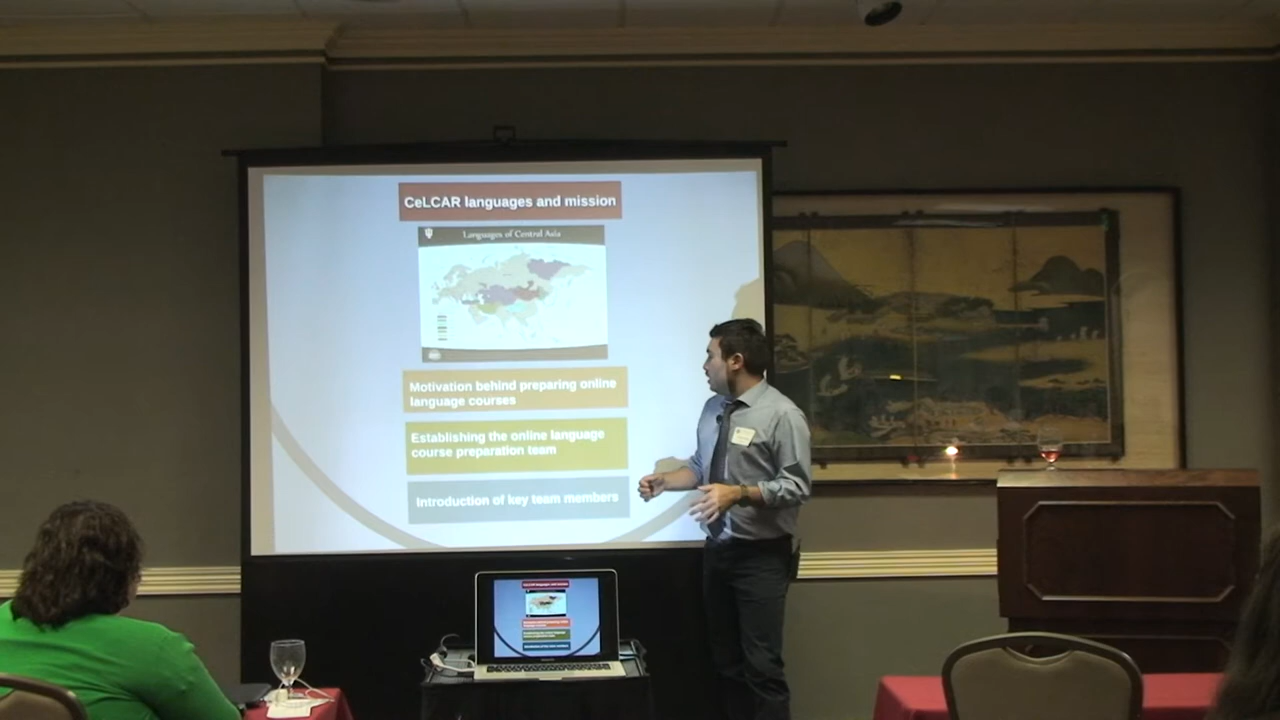 CeLCAR languages and mission
Languages of Central Asia
Motivation behind preparing online
language courses
Establishing the online language
course preparation team
Introduction of key team members